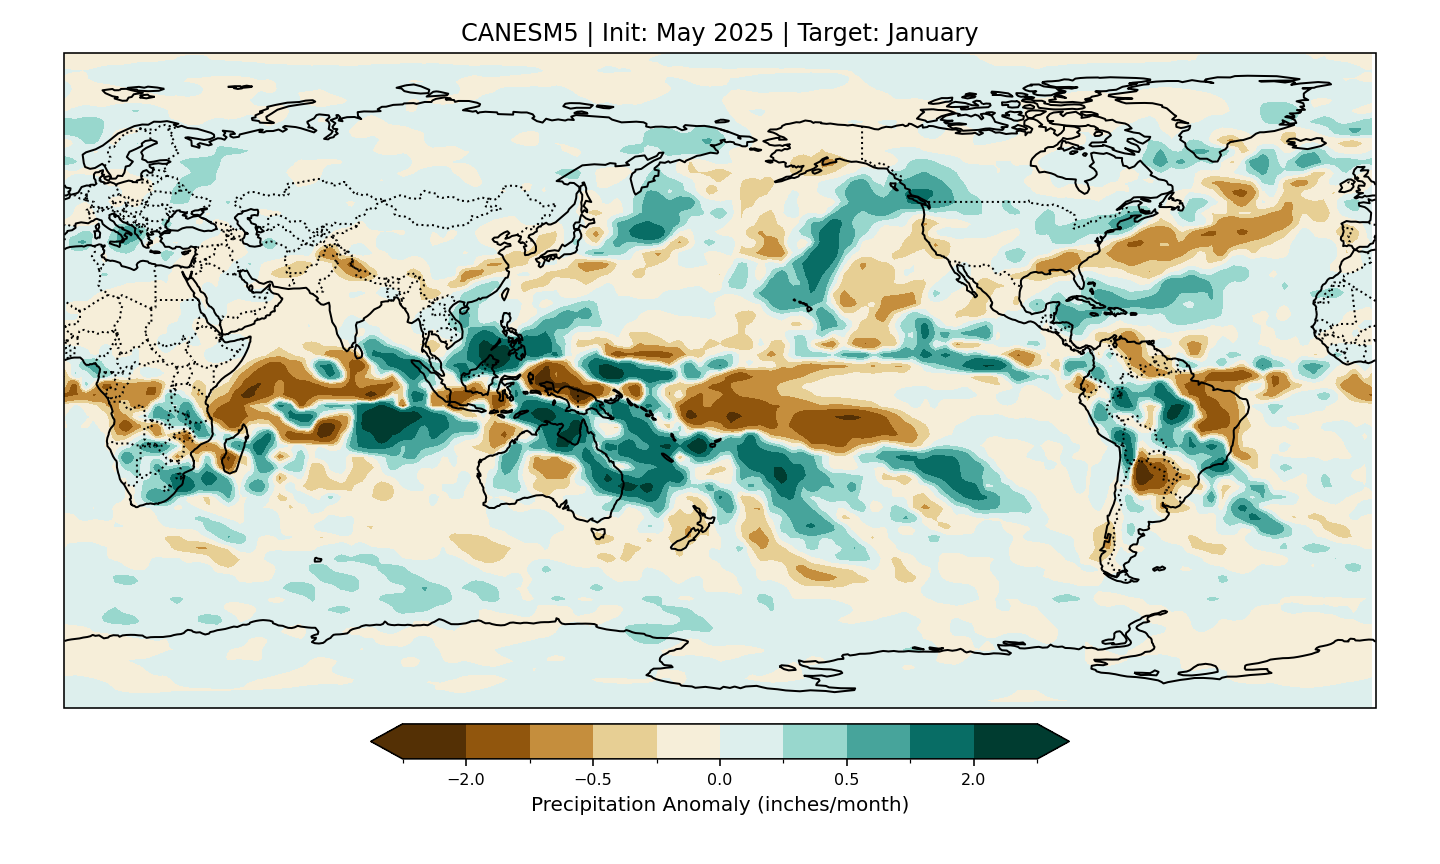 CANESM5 | Init: May 2025 | Target: January
−2.0 −0.5 0.0 0.5 2.0
Precipitation Anomaly (inches/month)